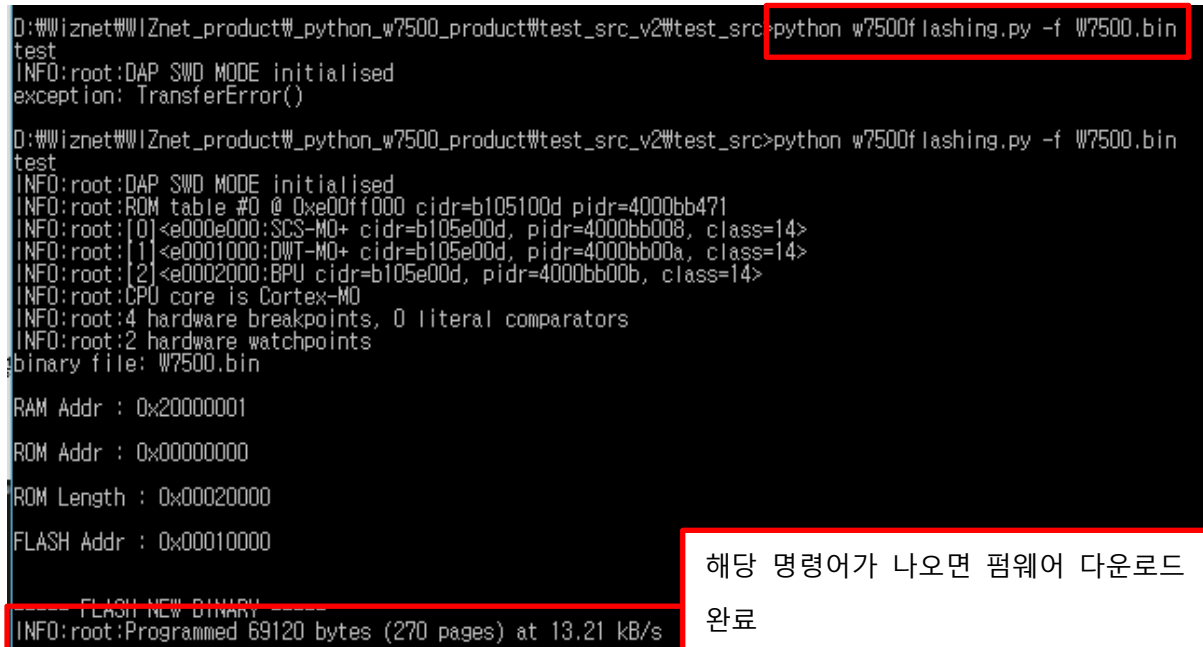 D:₩Wiznet₩WIZnet_product₩_python_w7500_product₩test_src_v2₩test_src>python w7500flashing.py -f W7500.bin
test
INFO:root:DAP SWD MODE initialised
exception: TransferError()
D:₩Wiznet₩WIZnet_product₩_python_w7500_product₩test_src_v2₩test_src>python w7500flashing.py -f W7500.bin
test
INFO:root:DAP SWD MODE initialised
INFO:root:ROM table #0 @ 0xe00ff000 cidr=b105100d pidr=4000bb471
INFO:root:[0]<e000e000:SCS-M0+ cidr=b105e00d, pidr=4000bb008, class=14>
INFO:root:[1]<e0001000:DWT-M0+ cidr=b105e00d, pidr=4000bb00a, class=14>
INFO:root:[2]<e0002000:BPU cidr=b105e00d, pidr=4000bb00b, class=14>
INFO:root:CPU core is Cortex-M0
INFO:root:4 hardware breakpoints, 0 literal comparators
INFO:root:2 hardware watchpoints
binary file: W7500.bin
RAM Addr : 0x20000001
ROM Addr : 0x00000000
ROM Length : 0x00020000
FLASH Addr : 0x00010000
해당 명령어가 나오면 펌웨어 다운로드
완료
----- FLASH NEW BINARY -----
INFO:root:Programmed 69120 bytes (270 pages) at 13.21 kB/s